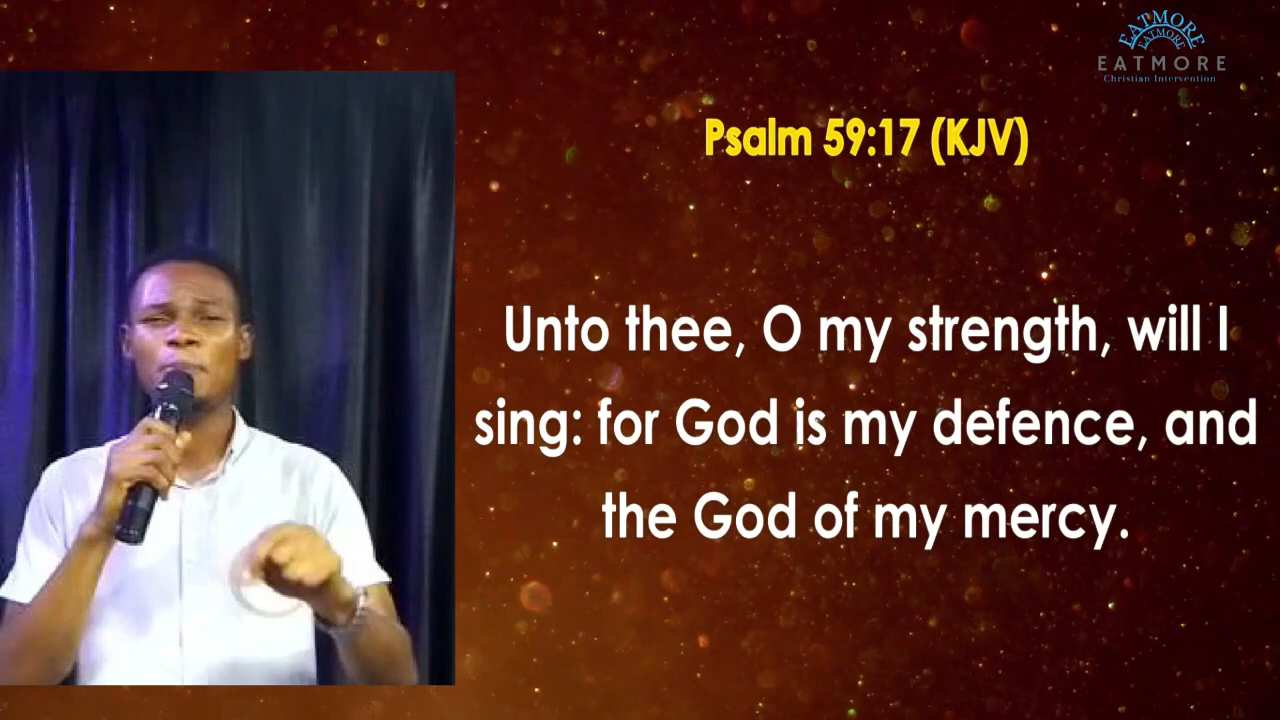 EATMORE
EATMORE
EATMORE
Christian Intervention
Psalm 59:17 (KJV)
Unto thee, O my strength, will I
sing: for God is my defence, and
the God of my mercy.